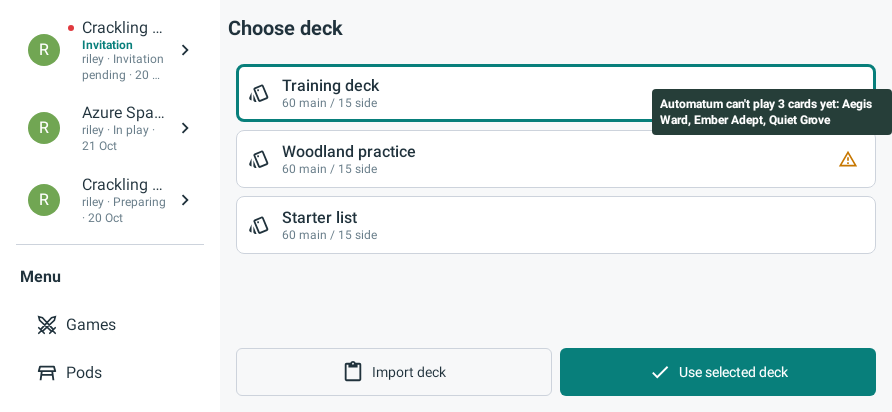 Crackling ...
Invitation
riley · Invitation
pending · 20 ...
R
Azure Spa...
riley · In play ·
21 Oct
R
Crackling ...
riley · Preparing
· 20 Oct
R
Menu
Games
Pods
Choose deck
Training deck
60 main / 15 side
Automatum can't play 3 cards yet: Aegis
Ward, Ember Adept, Quiet Grove
Woodland practice
60 main / 15 side
Starter list
60 main / 15 side
Import deck
Use selected deck